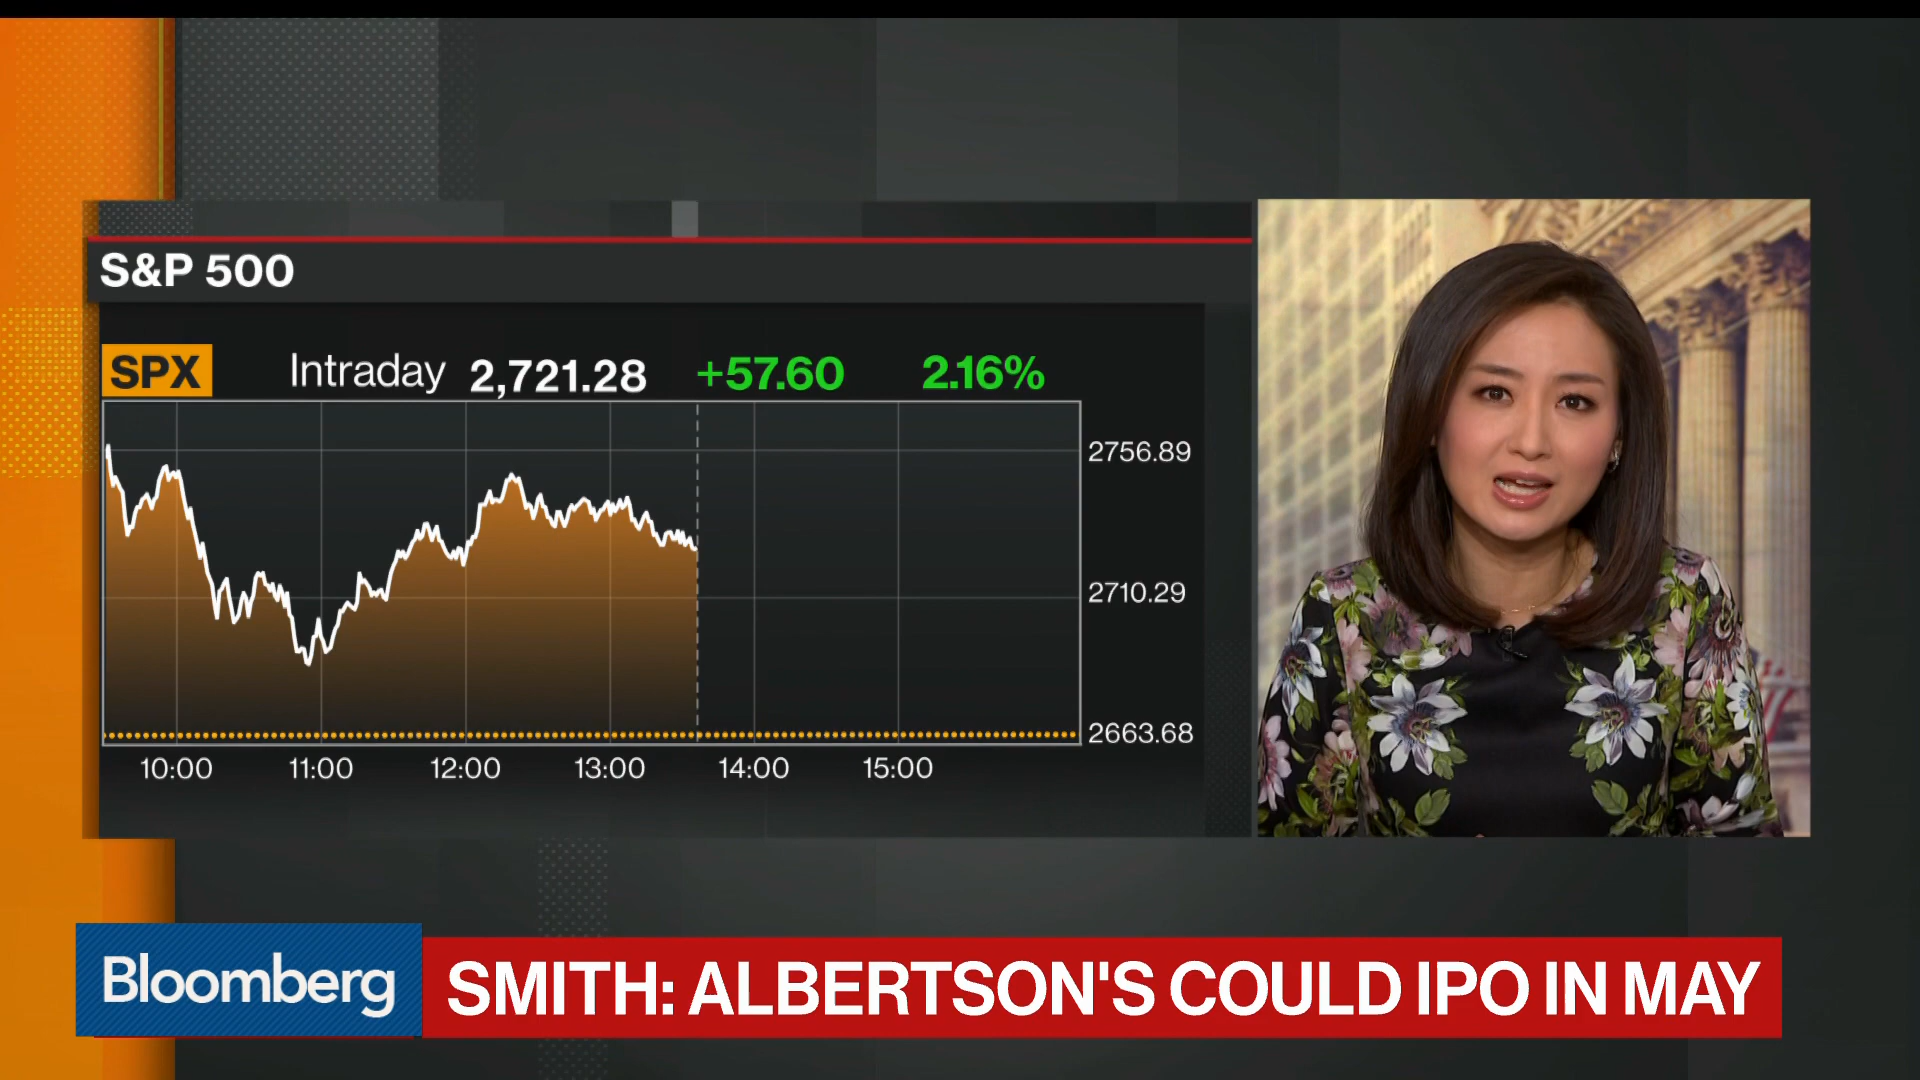 S&P 500
SPX Intraday 2,721.28 +57.60 2.16%
2756.89
2710.29
2663.68
10:00 11:00 12:00 13:00 14:00 15:00
Bloomberg SMITH: ALBERTSON'S COULD IPO IN MAY